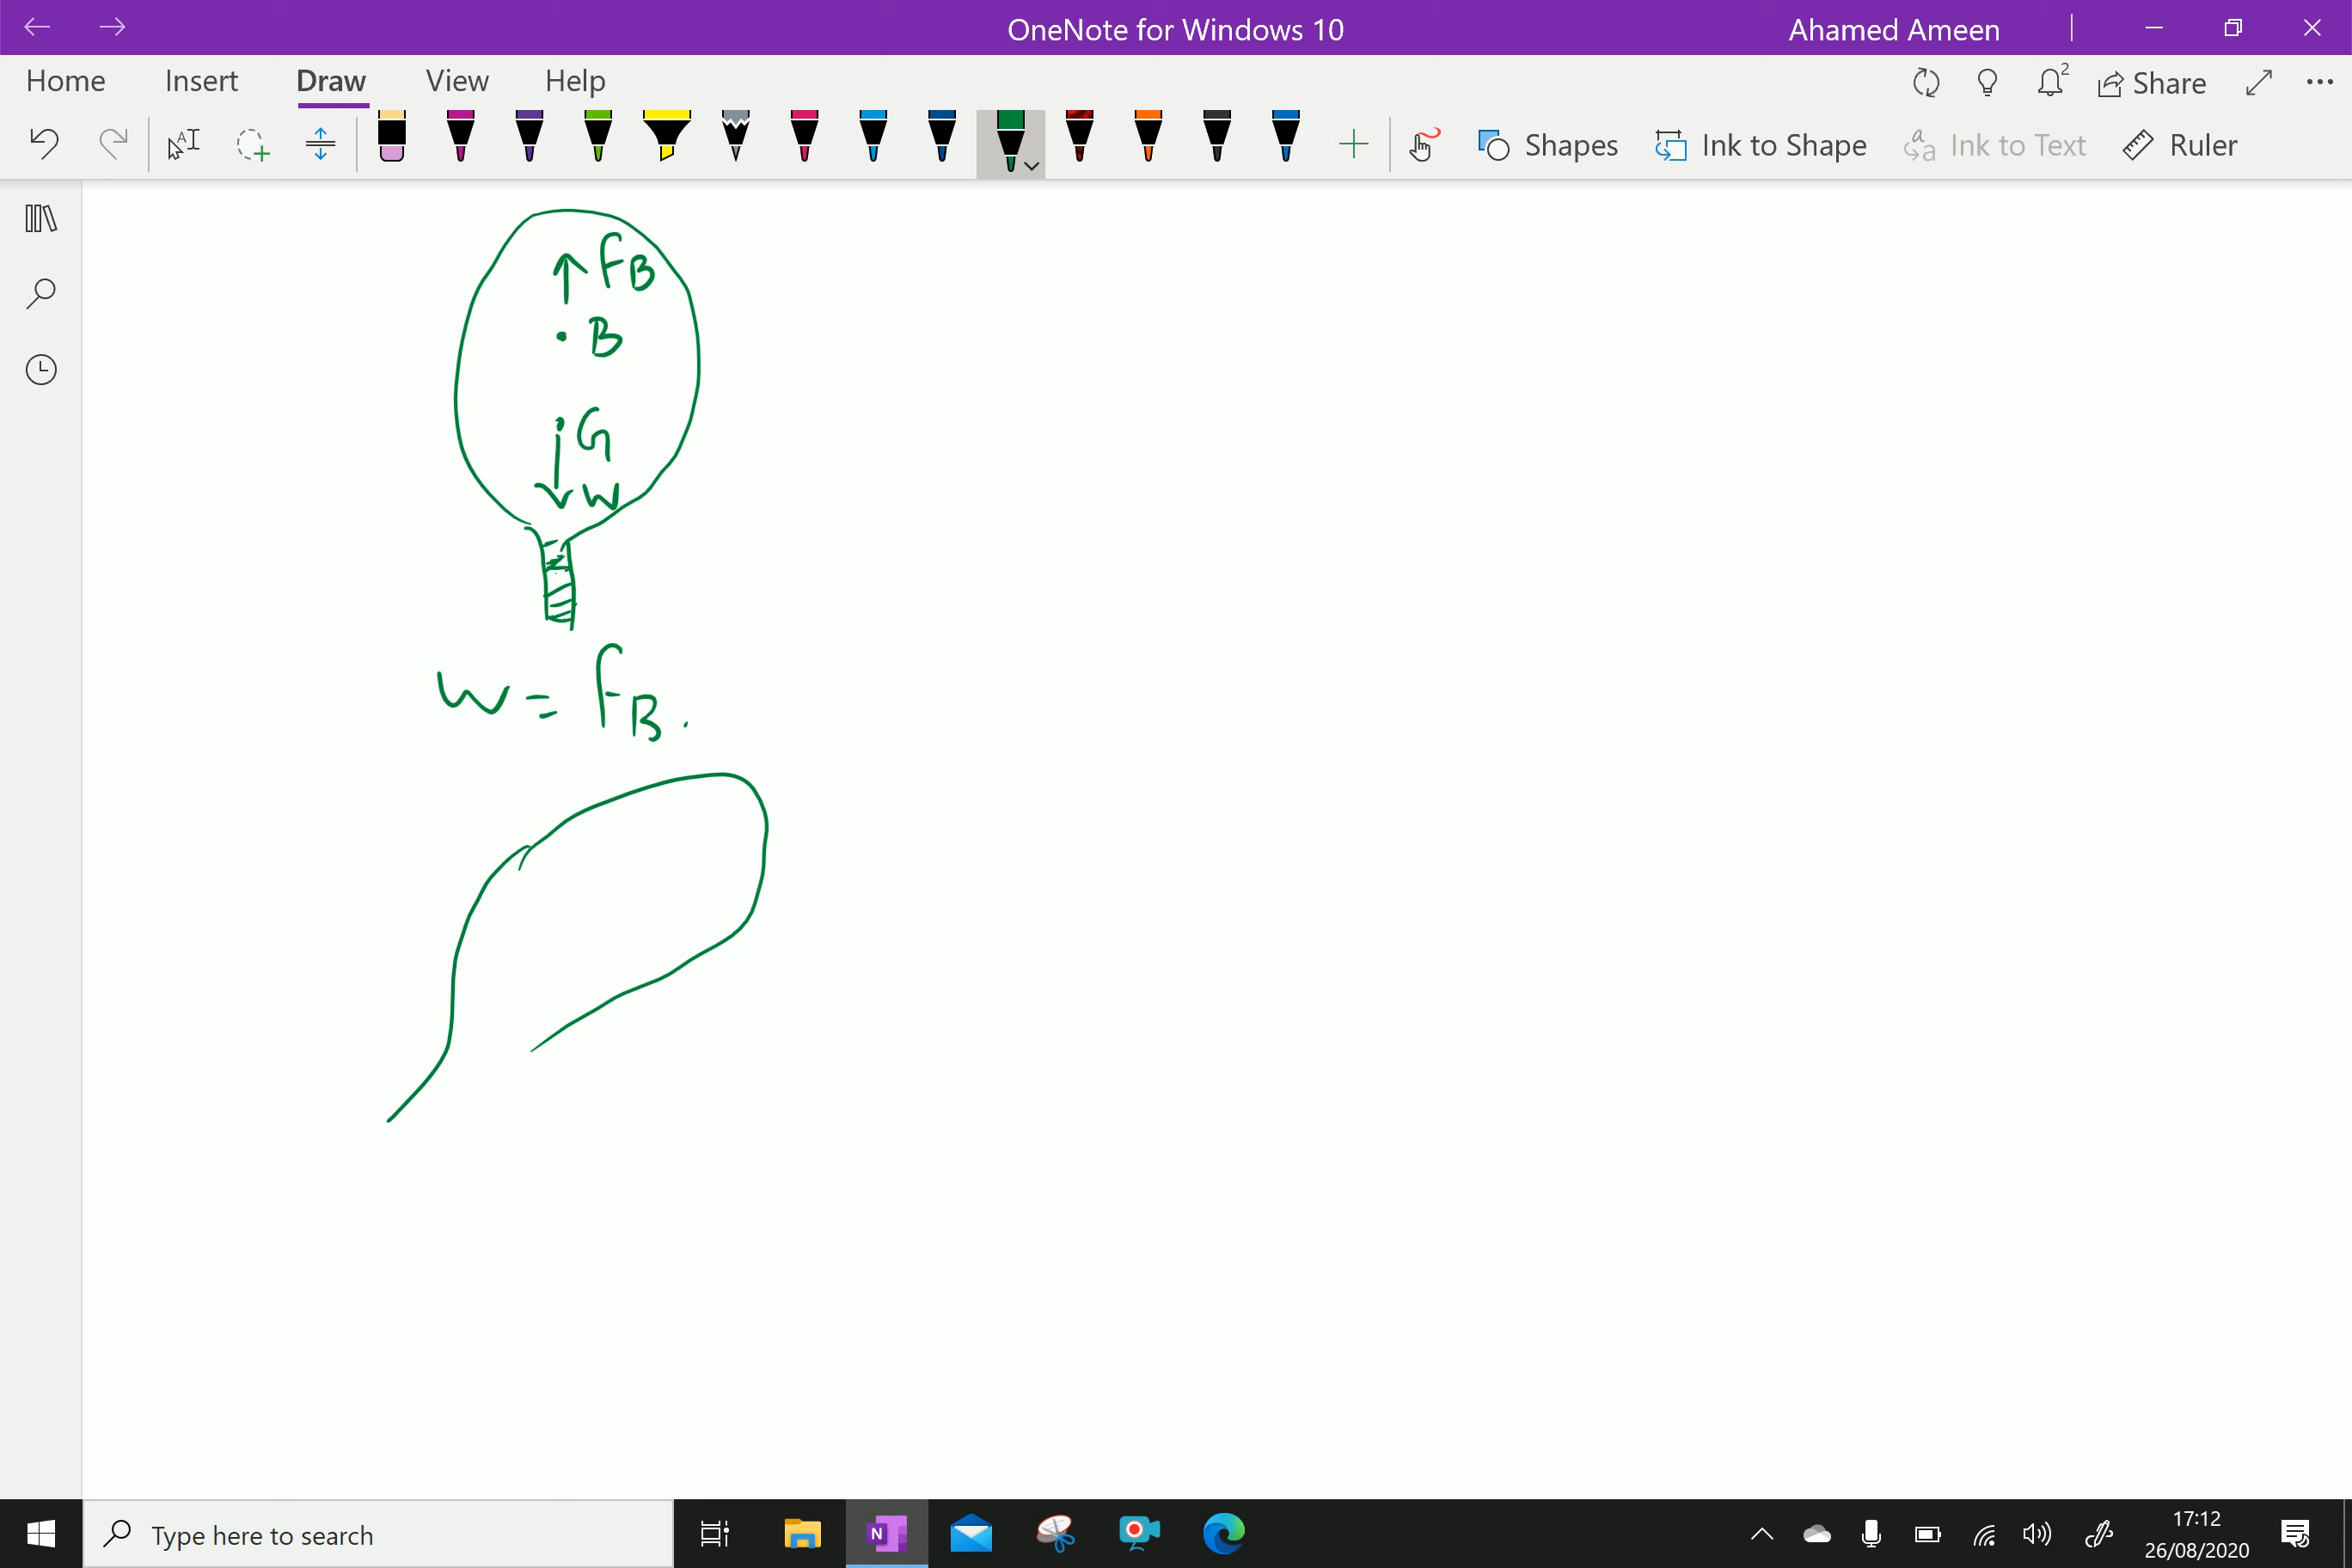 OneNote for Windows 10 Ahamed Ameen
Home Insert Draw View Help 2 Share
Shapes Ink to Shape Ink to Text Ruler
FB
B
G
W
W = FB.
Type here to search
17:12
26/08/2020